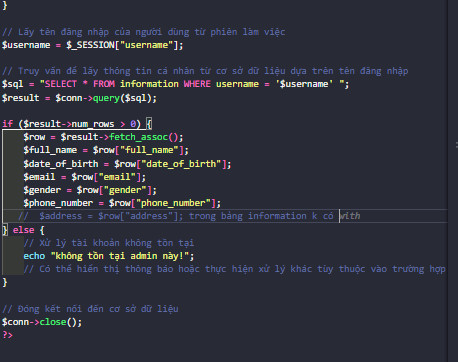 }
// Lấy tên đăng nhập của người dùng từ phiên làm việc
$username = $_SESSION["username"];
// Truy vấn để lấy thông tin cá nhân từ cơ sở dữ liệu dựa trên tên đăng nhập
$sql = "SELECT * FROM information WHERE username = '$username' ";
$result = $conn->query($sql);
if ($result->num_rows > 0) {
$row = $result->fetch_assoc();
$full_name = $row["full_name"];
$date_of_birth = $row["date_of_birth"];
$email = $row["email"];
$gender = $row["gender"];
$phone_number = $row["phone_number"];
// $address = $row["address"]; trong bảng information k có with
} else {
// Xử lý tài khoản không tồn tại
echo "không tồn tại admin này!";
// Có thể hiển thị thông báo hoặc thực hiện xử lý khác tùy thuộc vào trường hợp
}
// Đóng kết nối đến cơ sở dữ liệu
$conn->close();
?>